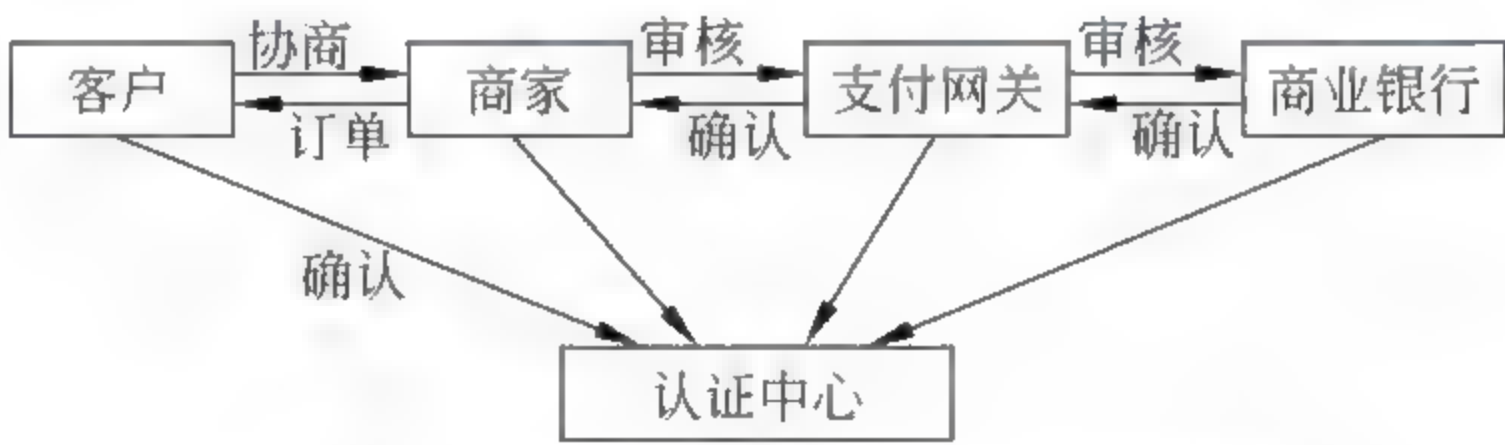 协商
审核
审核
客户
商家
支付网关
商业银行
订单
确认
确认
确认
认证中心